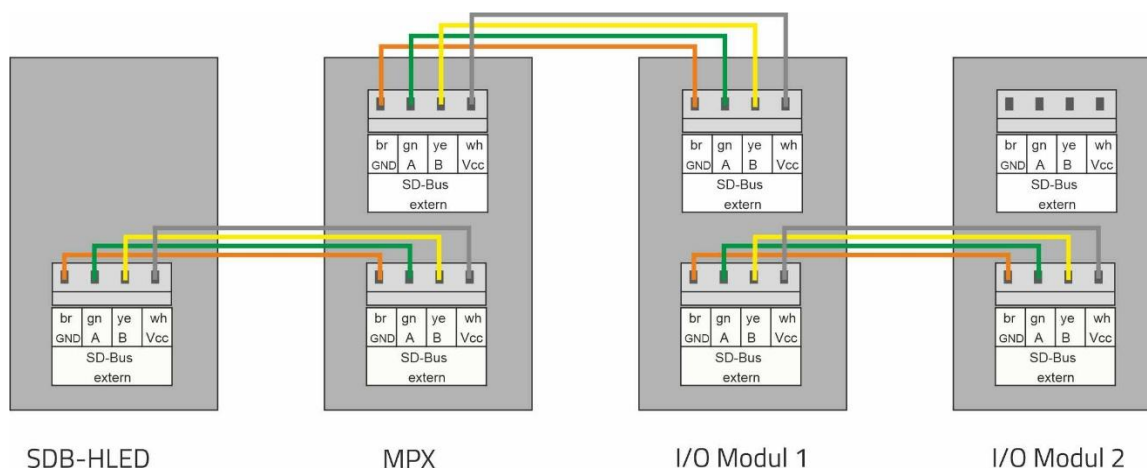 br gn ye wh
GND A B Vcc
SD-Bus
extern
br gn ye wh
GND A B Vcc
SD-Bus
extern
br gn ye wh
GND A B Vcc
SD-Bus
extern
br gn ye wh
GND A B Vcc
SD-Bus
extern
br gn ye wh
GND A B Vcc
SD-Bus
extern
br gn ye wh
GND A B Vcc
SD-Bus
extern
br gn ye wh
GND A B Vcc
SD-Bus
extern
SDB-HLED
MPX
I/O Modul 1
I/O Modul 2